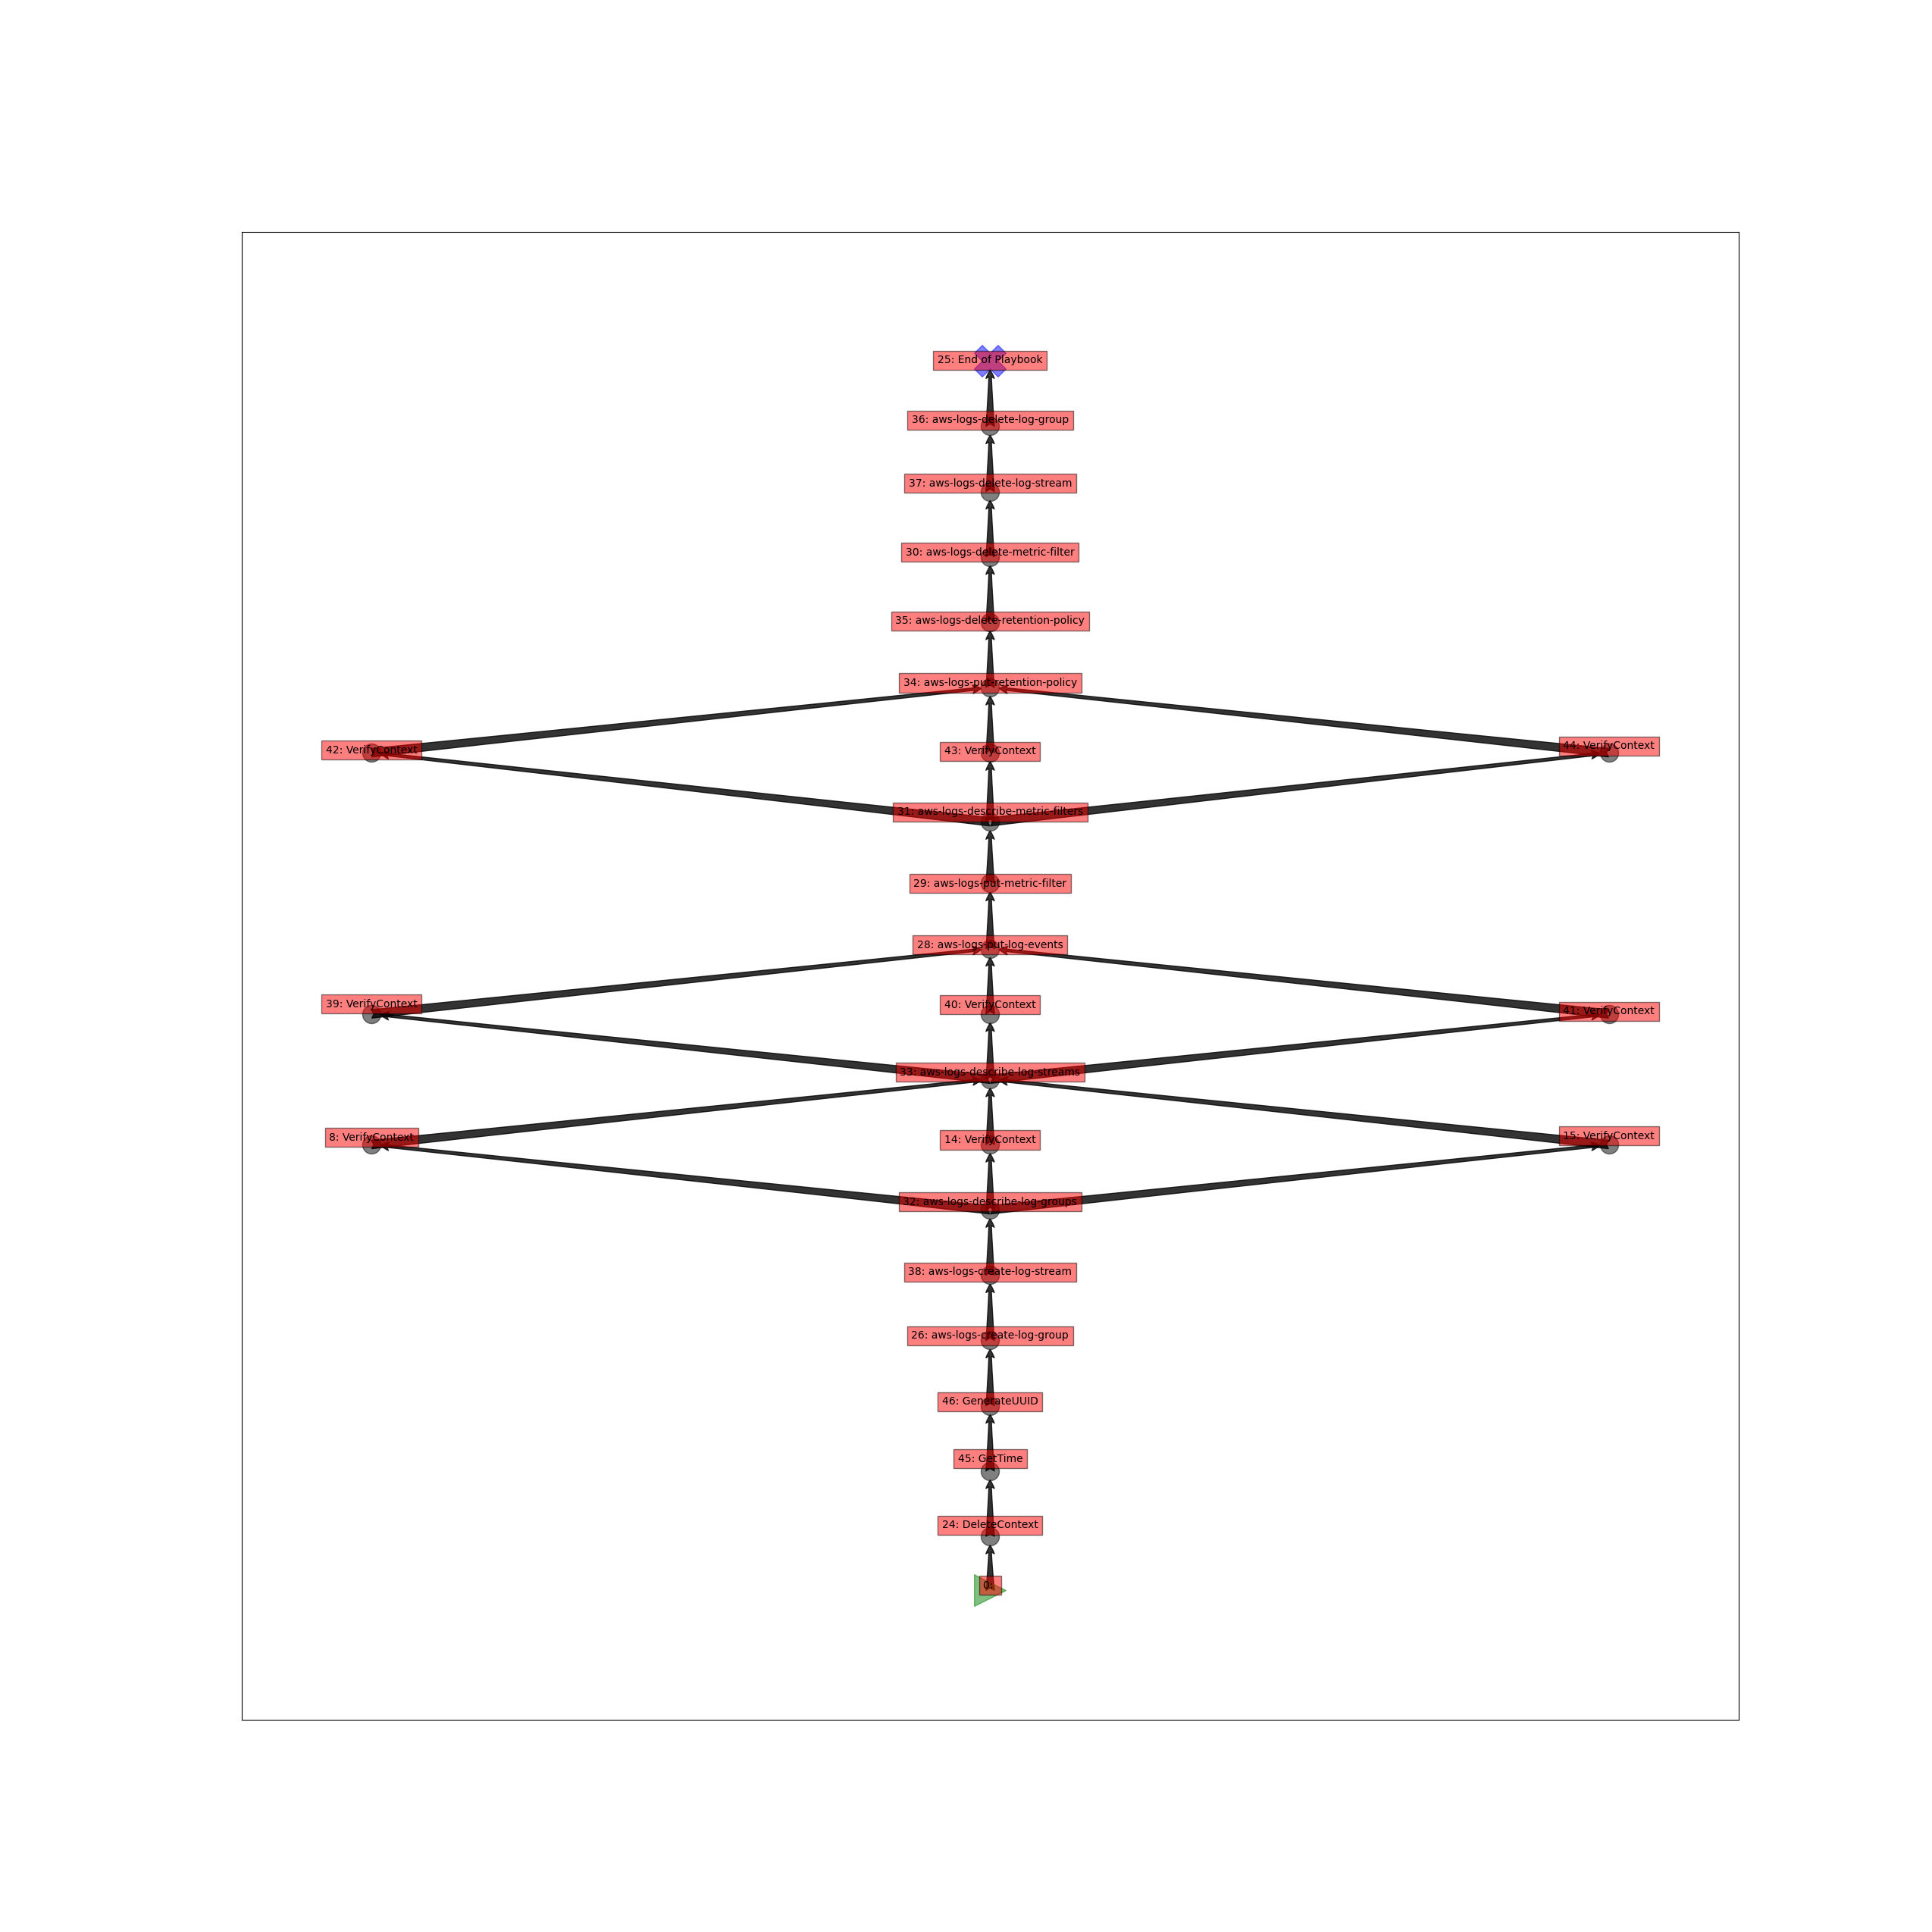 25: End of Playbook
36: aws-logs-delete-log-group
37: aws-logs-delete-log-stream
30: aws-logs-delete-metric-filter
35: aws-logs-delete-retention-policy
34: aws-logs-put-retention-policy
42: VerifyContext
43: VerifyContext
44: VerifyContext
31: aws-logs-describe-metric-filters
29: aws-logs-put-metric-filter
28: aws-logs-put-log-events
39: VerifyContext
40: VerifyContext
41: VerifyContext
33: aws-logs-describe-log-streams
8: VerifyContext
14: VerifyContext
15: VerifyContext
32: aws-logs-describe-log-groups
38: aws-logs-create-log-stream
26: aws-logs-create-log-group
46: GenerateUUID
45: GetTime
24: DeleteContext
0: